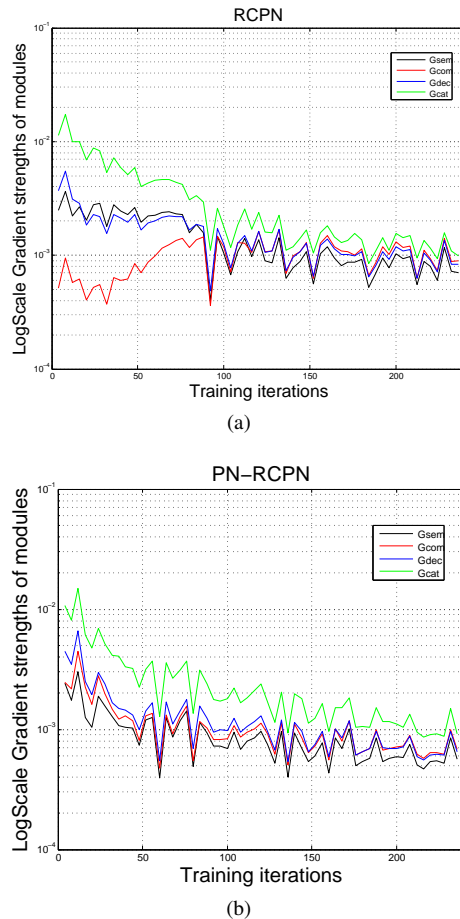 RCPN
10^-1
10^-2
10^-3
10^-4
LogScale Gradient strengths of modules
Gsem
Gcom
Gdec
Gcat
0 50 100 150 200
Training iterations
(a)
PN-RCPN
10^-1
10^-2
10^-3
10^-4
LogScale Gradient strengths of modules
Gsem
Gcom
Gdec
Gcat
0 50 100 150 200
Training iterations
(b)